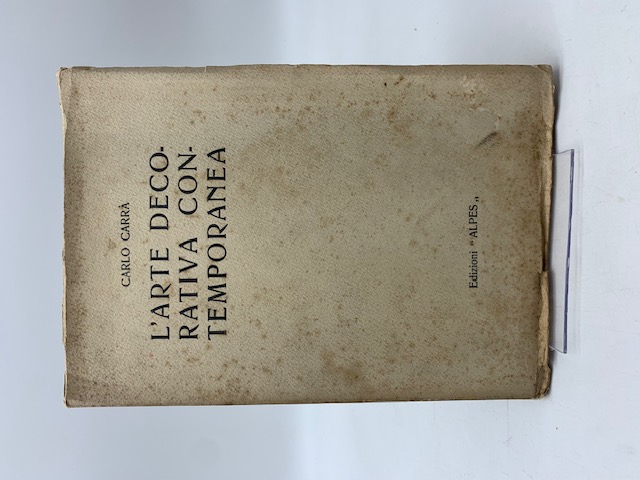 CARLO CARRÀ
L'ARTE DECO-
RATIVA CON-
TEMPORANEA
Edizioni "ALPES„